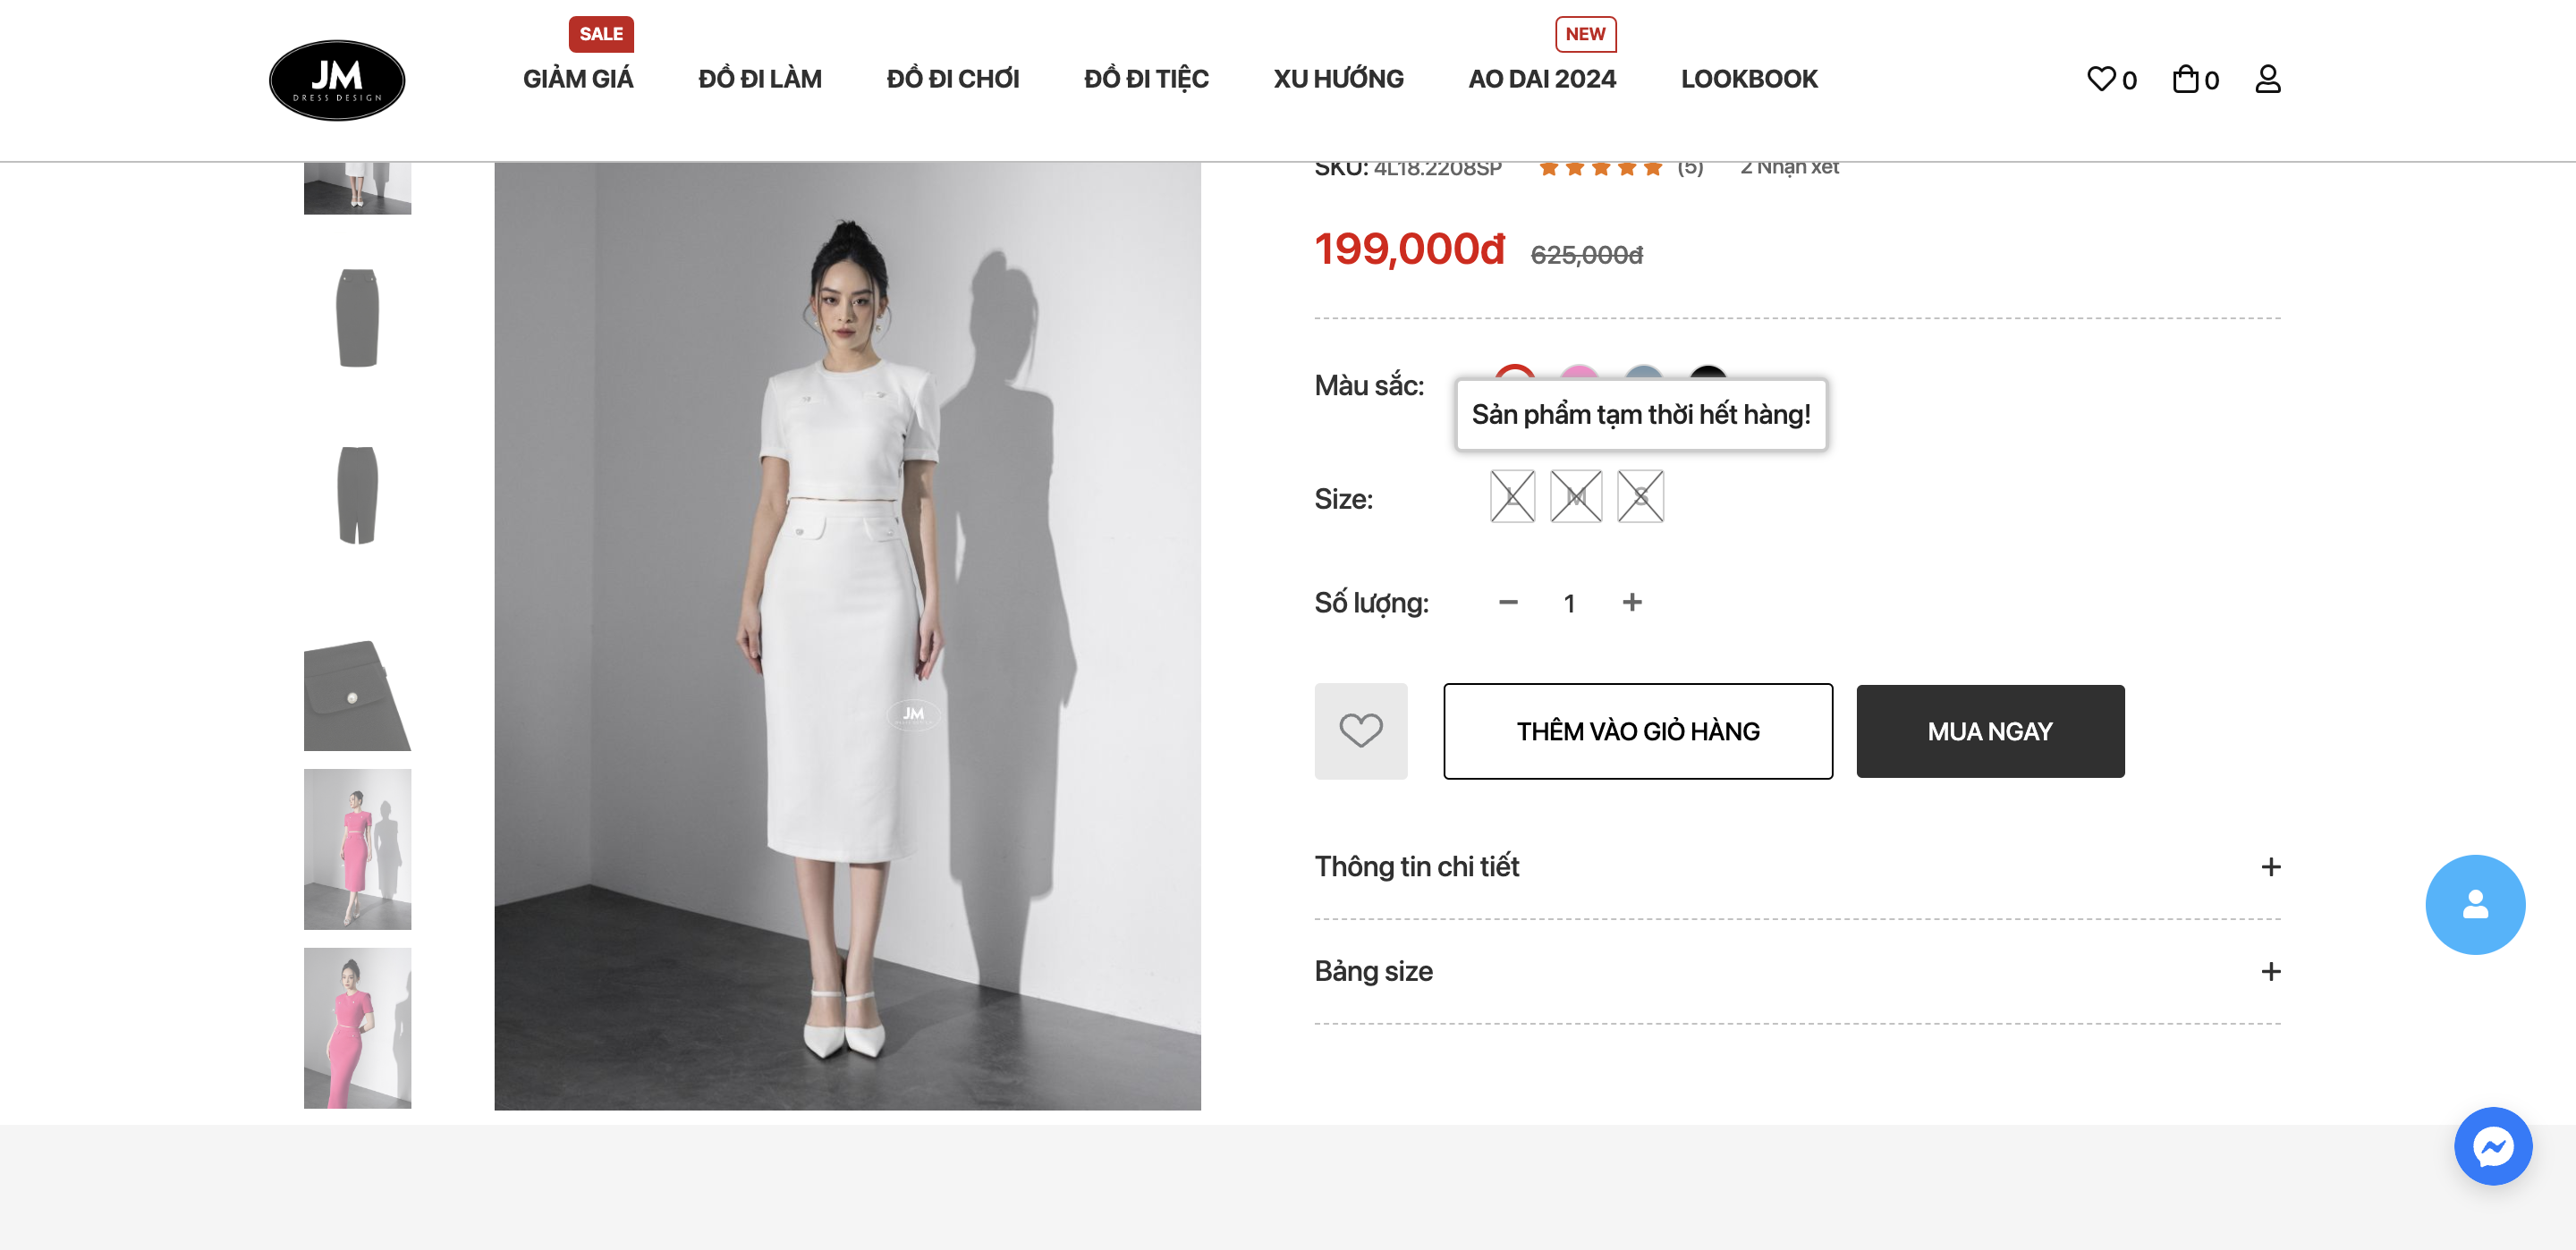 SALE
NEW
JM
DRESS DESIGN
GIẢM GIÁ
ĐỒ ĐI LÀM
ĐỒ ĐI CHƠI
ĐỒ ĐI TIỆC
XU HƯỚNG
AO DAI 2024
LOOKBOOK
0
0
SKU: 4L18.2208SP (5) 2 Nhận xét
199,000đ 625,000đ
Màu sắc:
Sản phẩm tạm thời hết hàng!
Size: L M S
Số lượng: − 1 +
JM
THÊM VÀO GIỎ HÀNG
MUA NGAY
Thông tin chi tiết +
Bảng size +